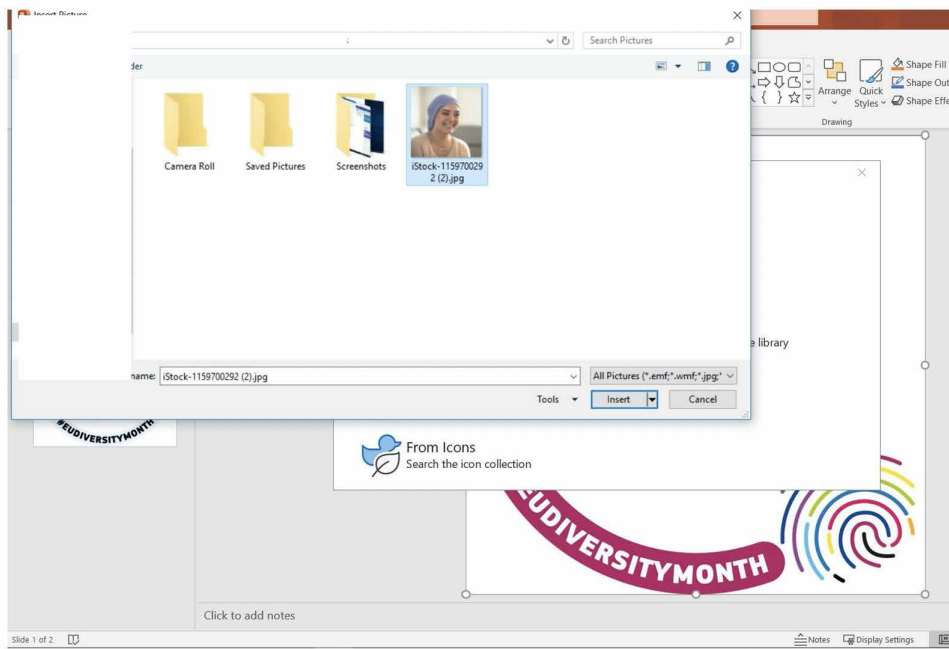 Insert Picture
Search Pictures
der
Camera Roll
Saved Pictures
Screenshots
iStock-115970029
2 (2).jpg
name: iStock-1159700292 (2).jpg
All Pictures (*.emf;*.wmf;*.jpg;*
Tools
Insert
Cancel
Arrange
Quick
Styles
Shape Fill
Shape Out
Shape Effe
Drawing
e library
From Icons
Search the icon collection
#EUDIVERSITYMONTH
EUDIVERSITYMONTH
Click to add notes
Slide 1 of 2
Notes
Display Settings